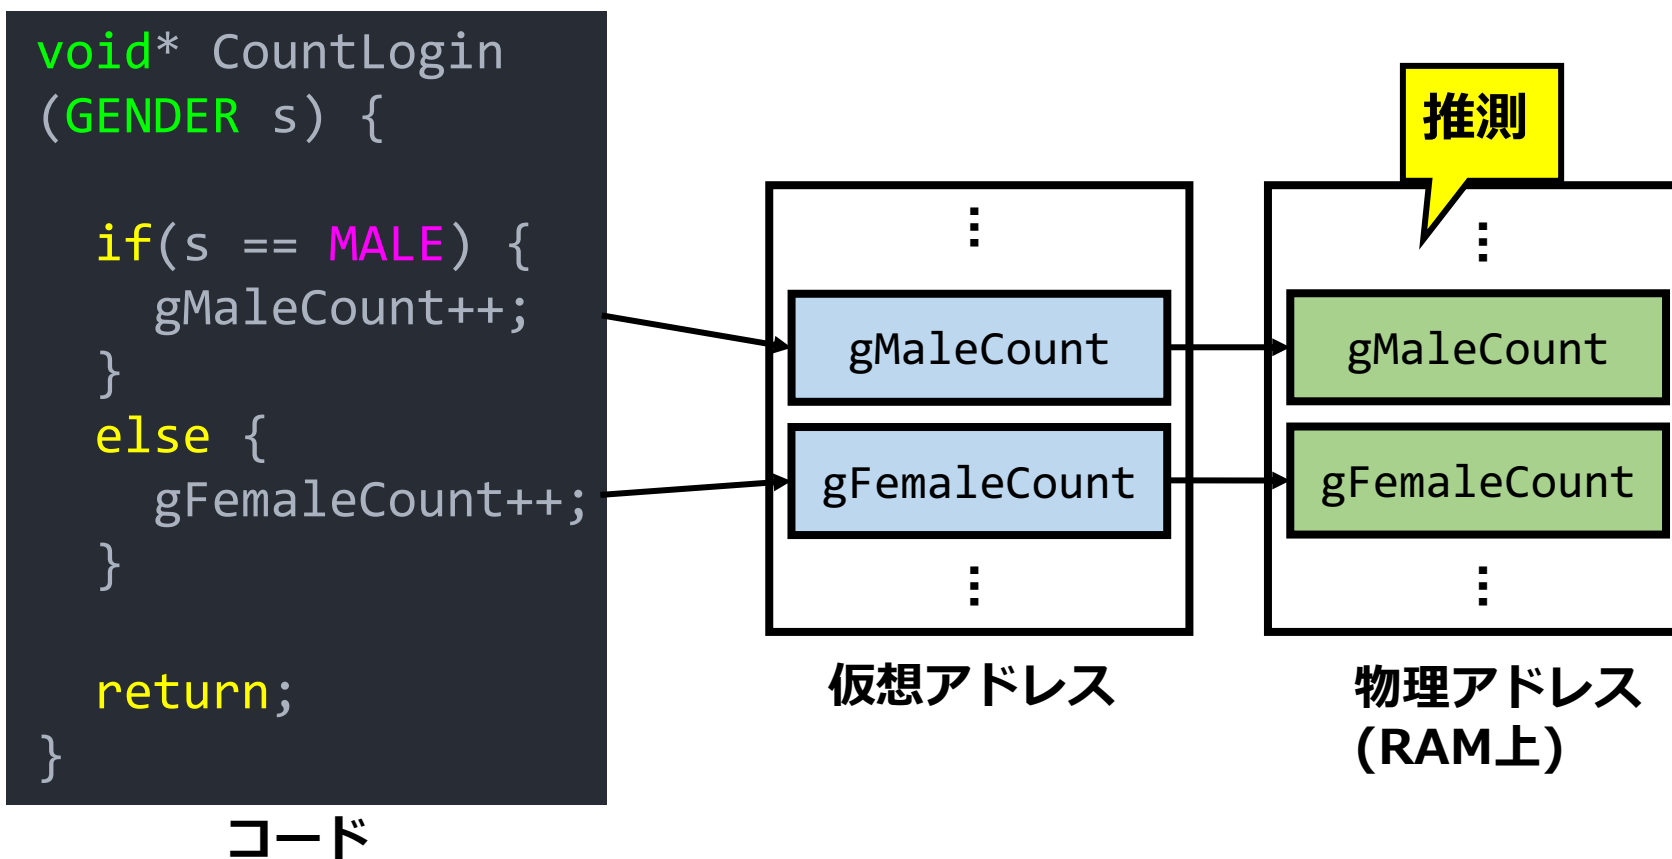 void* CountLogin
(GENDER s) {
if(s == MALE) {
gMaleCount++;
}
else {
gFemaleCount++;
}
return;
}
コード
⋮
gMaleCount
gFemaleCount
⋮
仮想アドレス
推測
⋮
gMaleCount
gFemaleCount
⋮
物理アドレス
(RAM上)